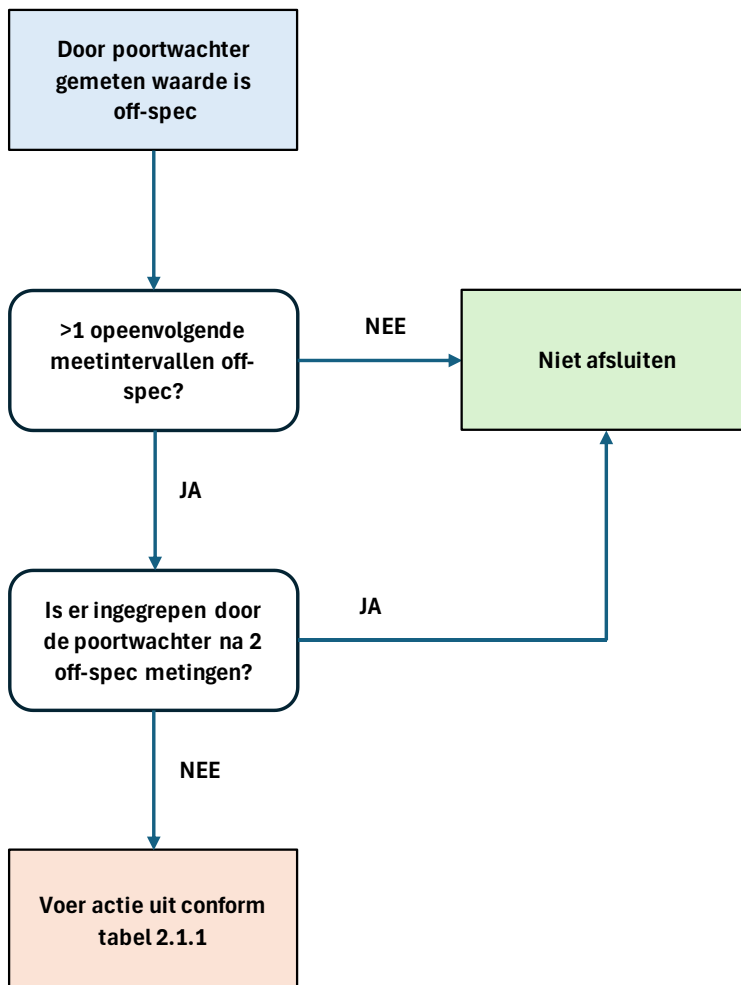 Door poortwachter
gemeten waarde is
off-spec
>1 opeenvolgende
meetintervallen off-
spec?
NEE
Niet afsluiten
JA
Is er ingegrepen door
de poortwachter na 2
off-spec metingen?
JA
NEE
Voer actie uit conform
tabel 2.1.1